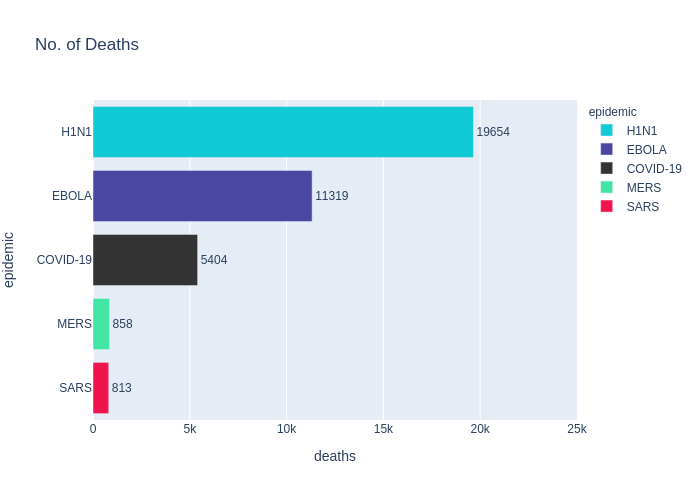 No. of Deaths
epidemic
H1N1
EBOLA
COVID-19
MERS
SARS
19654
11319
5404
858
813
0
5k
10k
15k
20k
25k
deaths
epidemic
H1N1
EBOLA
COVID-19
MERS
SARS